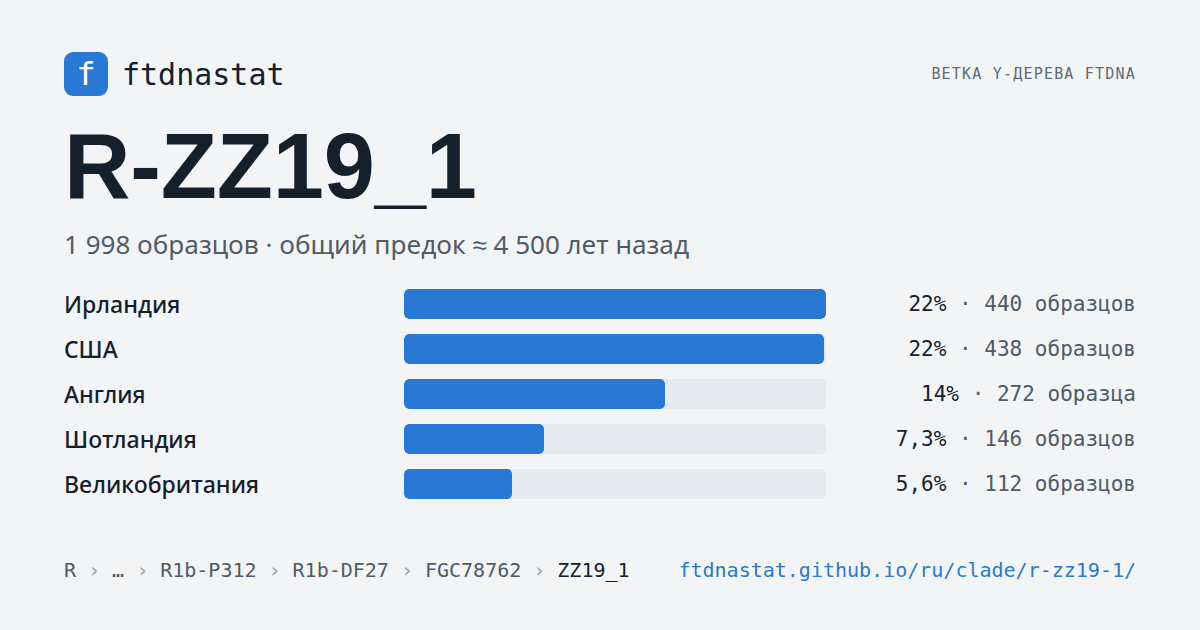 f ftdnastat
ВЕТКА Y-ДЕРЕВА FTDNA
R-ZZ19_1
1 998 образцов · общий предок ≈ 4 500 лет назад
Ирландия 22% · 440 образцов
США 22% · 438 образцов
Англия 14% · 272 образца
Шотландия 7,3% · 146 образцов
Великобритания 5,6% · 112 образцов
R › … › R1b-P312 › R1b-DF27 › FGC78762 › ZZ19_1 ftdnastat.github.io/ru/clade/r-zz19-1/